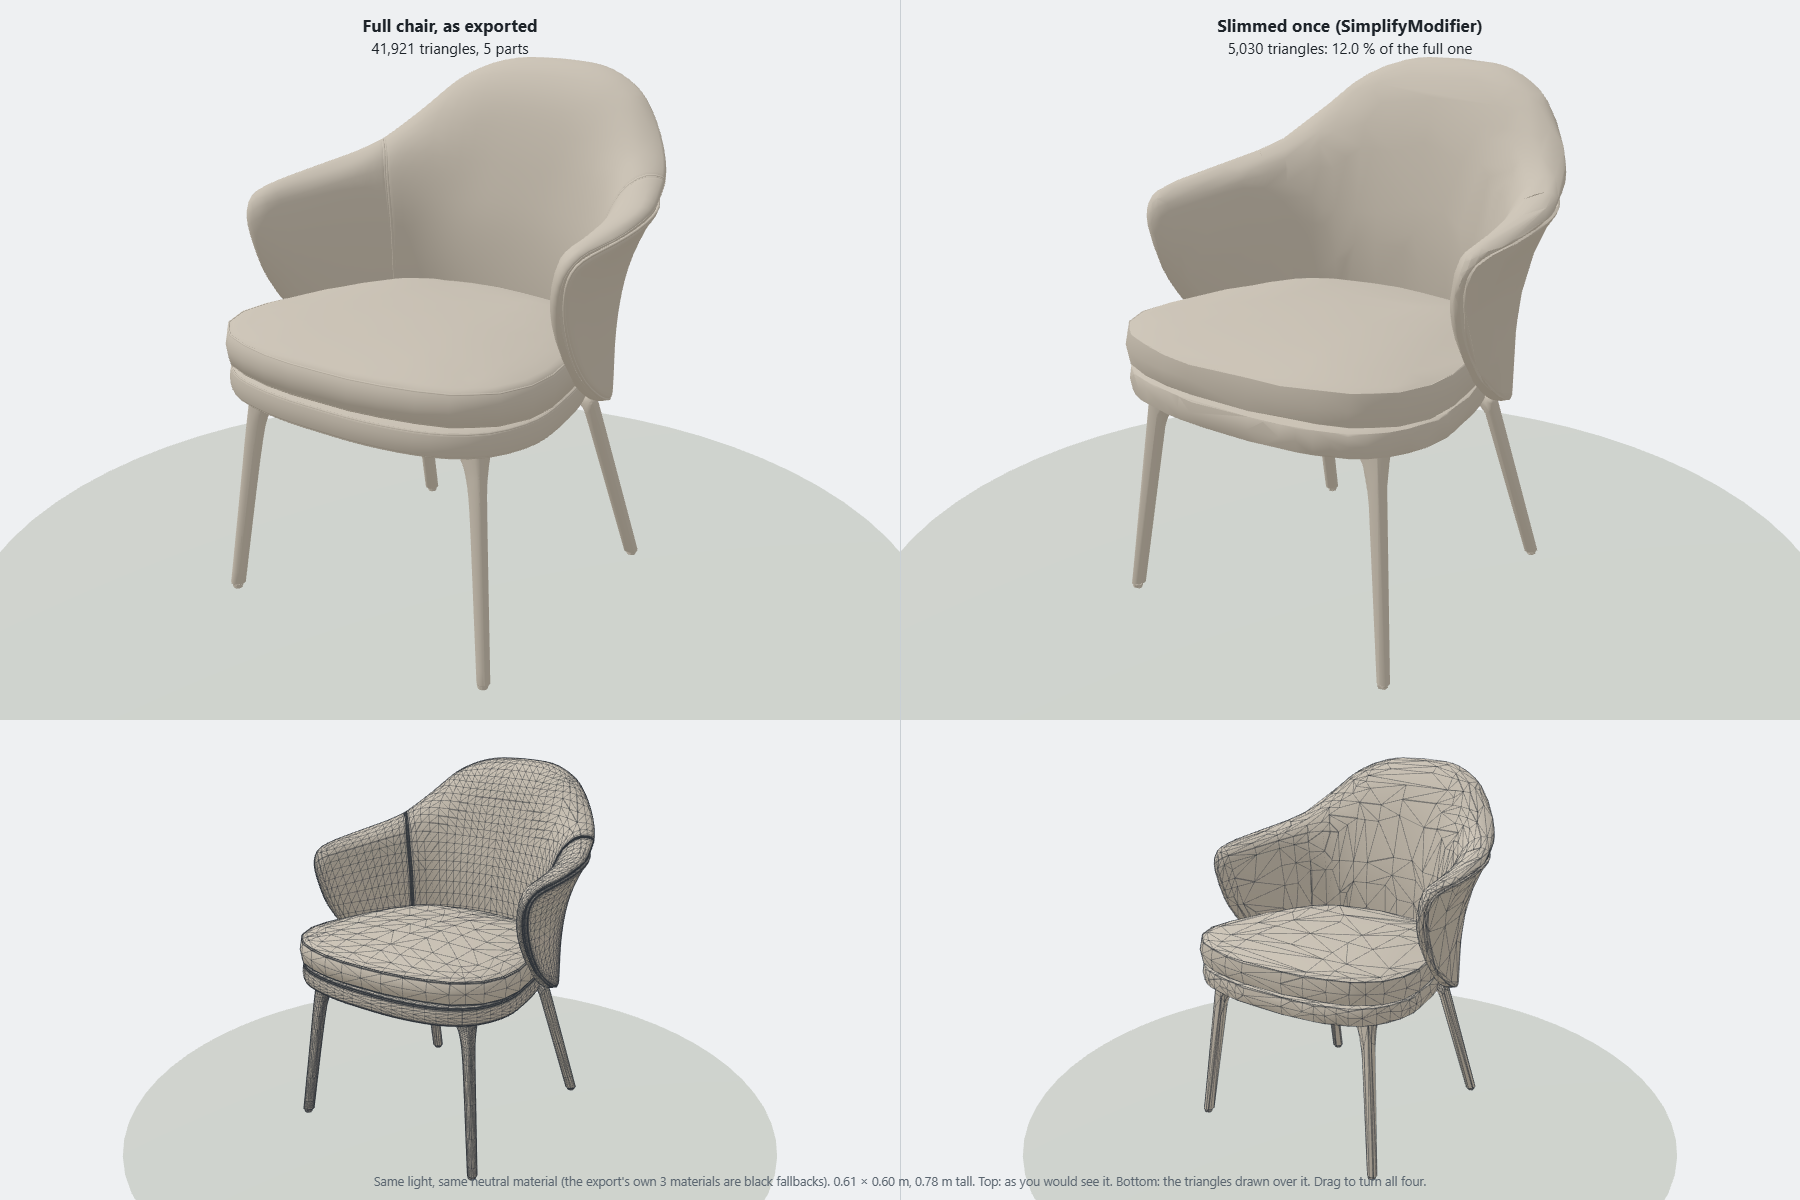 Full chair, as exported
41,921 triangles, 5 parts
Slimmed once (SimplifyModifier)
5,030 triangles: 12.0 % of the full one
Same light, same neutral material (the export's own 3 materials are black fallbacks). 0.61 × 0.60 m, 0.78 m tall. Top: as you would see it. Bottom: the triangles drawn over it. Drag to turn all four.